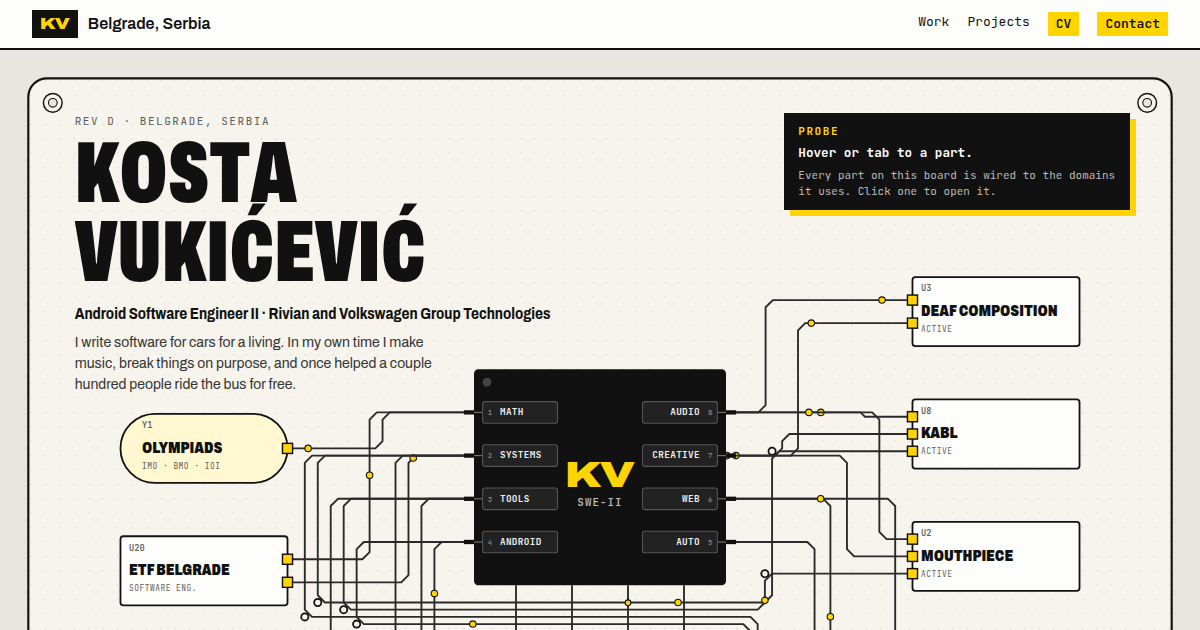 KV Belgrade, Serbia Work Projects CV Contact
REV D · BELGRADE, SERBIA
KOSTA
VUKIĆEVIĆ
Android Software Engineer II · Rivian and Volkswagen Group Technologies
I write software for cars for a living. In my own time I make
music, break things on purpose, and once helped a couple
hundred people ride the bus for free.
PROBE
Hover or tab to a part.
Every part on this board is wired to the domains
it uses. Click one to open it.
Y1
OLYMPIADS
IMO · BMO · IOI
U20
ETF BELGRADE
SOFTWARE ENG.
1 MATH
2 SYSTEMS
3 TOOLS
4 ANDROID
KV
SWE-II
AUDIO 8
CREATIVE 7
WEB 6
AUTO 5
U3
DEAF COMPOSITION
ACTIVE
U8
KABL
ACTIVE
U2
MOUTHPIECE
ACTIVE